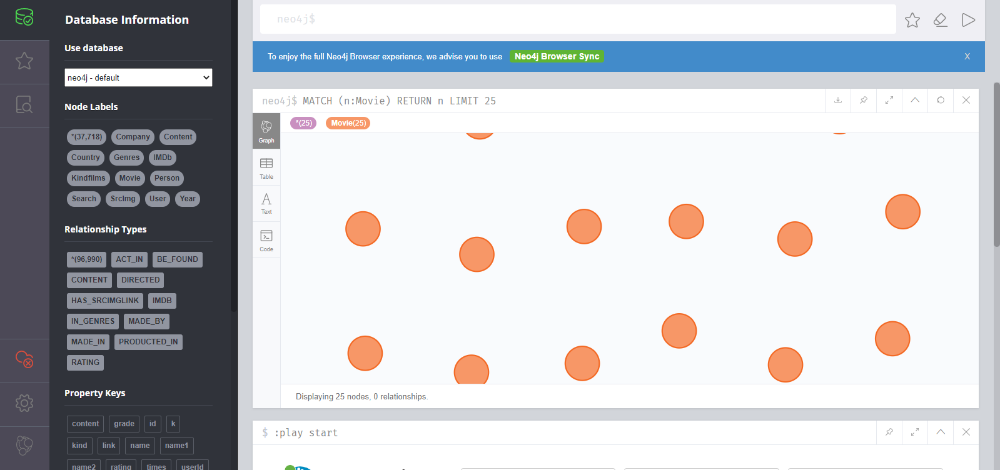 Database Information
Use database
neo4j - default
Node Labels
*(37,718) Company Content
Country Genres IMDb
Kindfilms Movie Person
Search SrcImg User Year
Relationship Types
*(96,990) ACT_IN BE_FOUND
CONTENT DIRECTED
HAS_SRCIMGLINK IMDB
IN_GENRES MADE_BY
MADE_IN PRODUCTED_IN
RATING
Property Keys
content grade id k
kind link name name1
name2 rating times userId
neo4j$
To enjoy the full Neo4j Browser experience, we advise you to use Neo4j Browser Sync X
neo4j$ MATCH (n:Movie) RETURN n LIMIT 25
*(25) Movie(25)
Graph
Table
Text
Code
Displaying 25 nodes, 0 relationships.
$ :play start